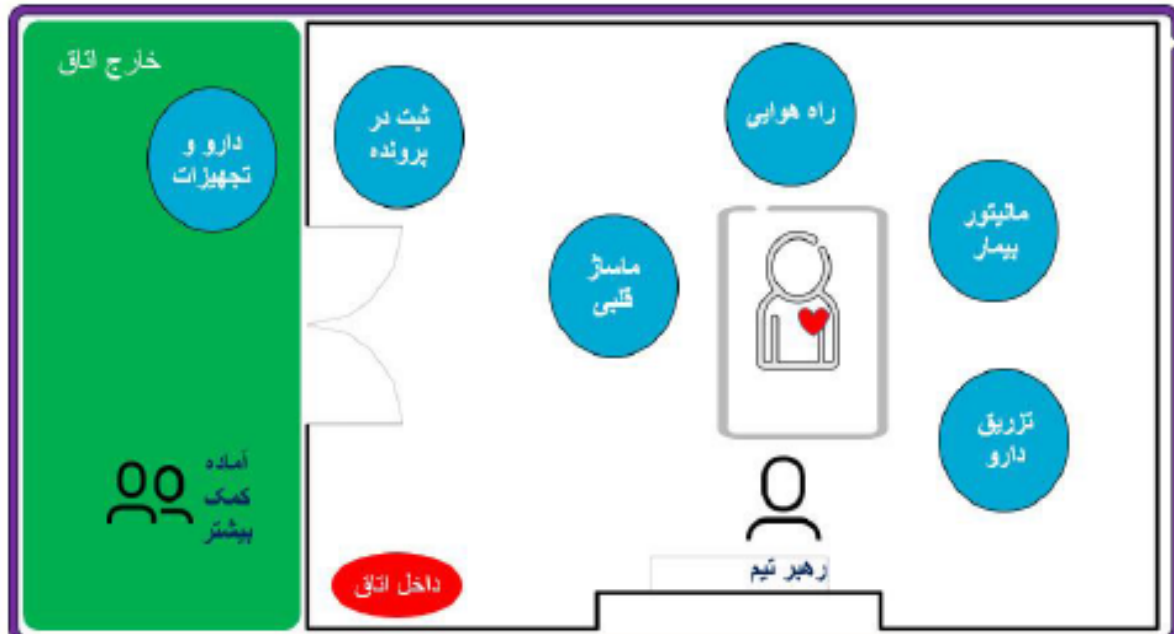 خارج اتاق
دارو و
تجهیزات
ثبت در
پرونده
راه هوایی
مانیتور
بیمار
ماساژ
قلبی
تزریق
دارو
آماده
کمک
بیشتر
رهبر تیم
داخل اتاق